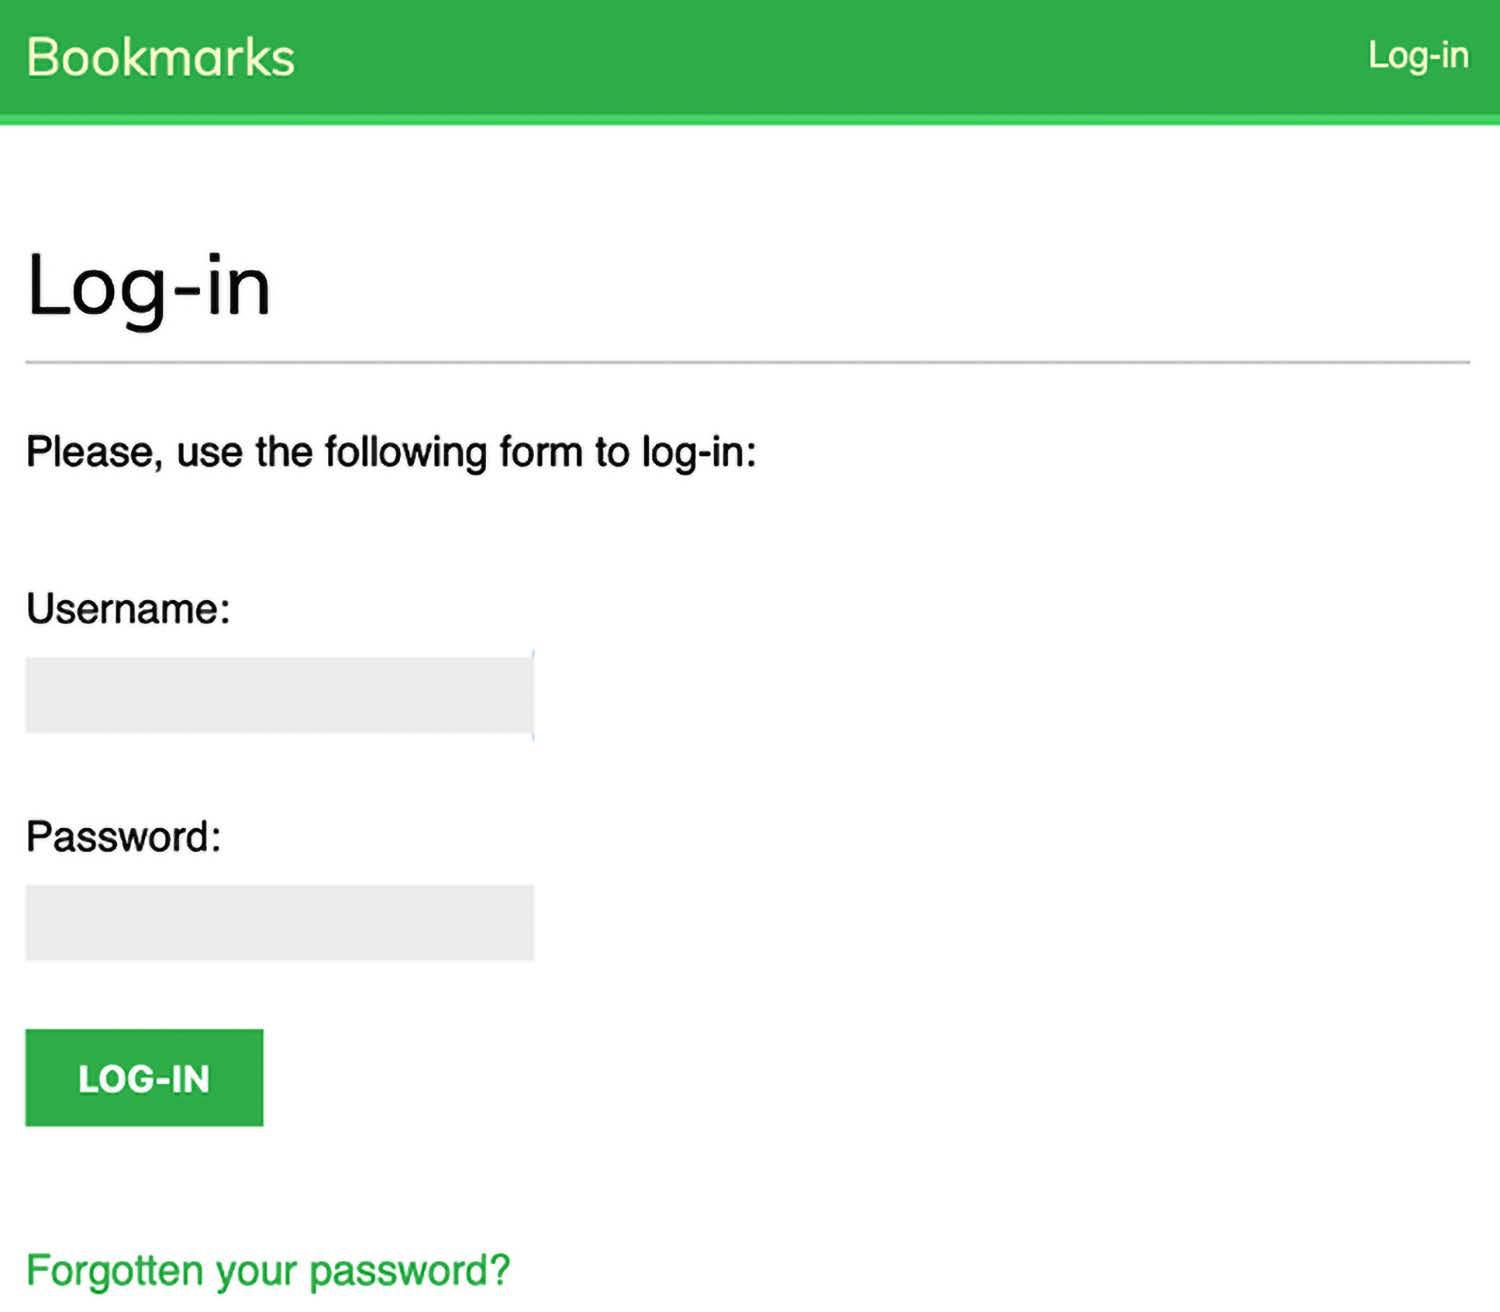 Bookmarks
Log-in
Log-in
Please, use the following form to log-in:
Username:
Password:
LOG-IN
Forgotten your password?